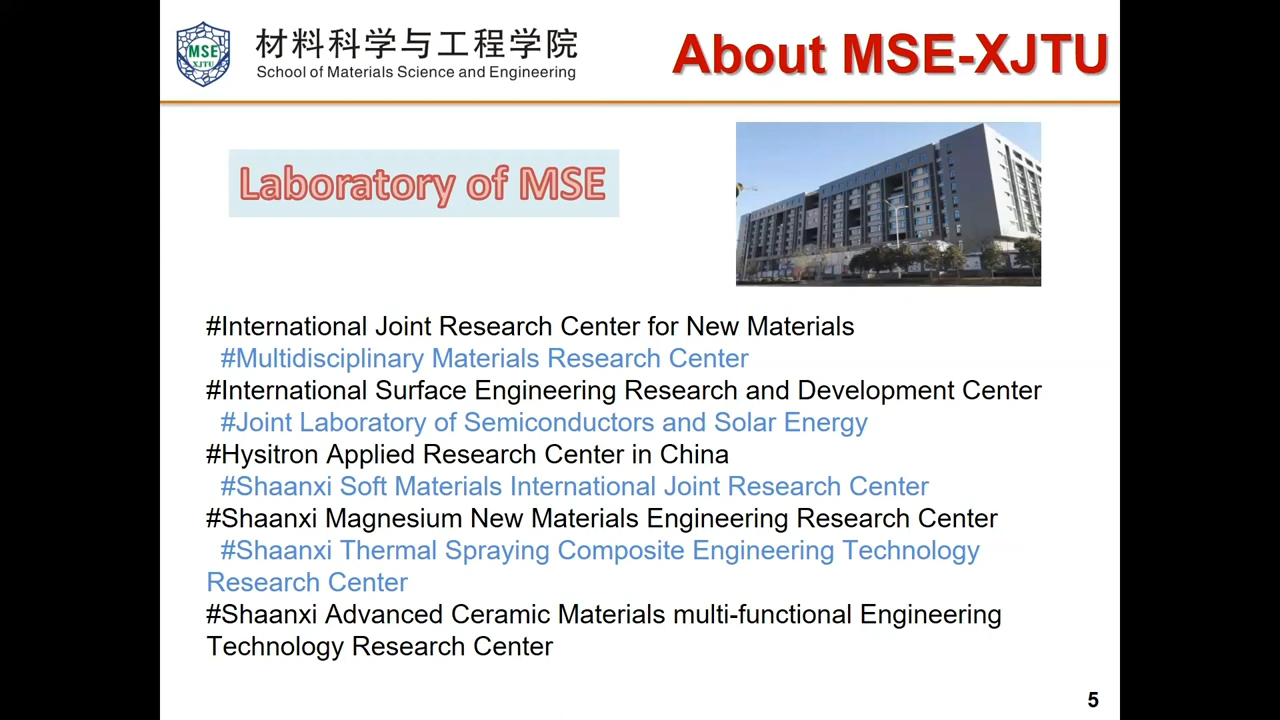 MSE
XJTU
材料科学与工程学院
School of Materials Science and Engineering
About MSE-XJTU
Laboratory of MSE
#International Joint Research Center for New Materials
#Multidisciplinary Materials Research Center
#International Surface Engineering Research and Development Center
#Joint Laboratory of Semiconductors and Solar Energy
#Hysitron Applied Research Center in China
#Shaanxi Soft Materials International Joint Research Center
#Shaanxi Magnesium New Materials Engineering Research Center
#Shaanxi Thermal Spraying Composite Engineering Technology
Research Center
#Shaanxi Advanced Ceramic Materials multi-functional Engineering
Technology Research Center
5